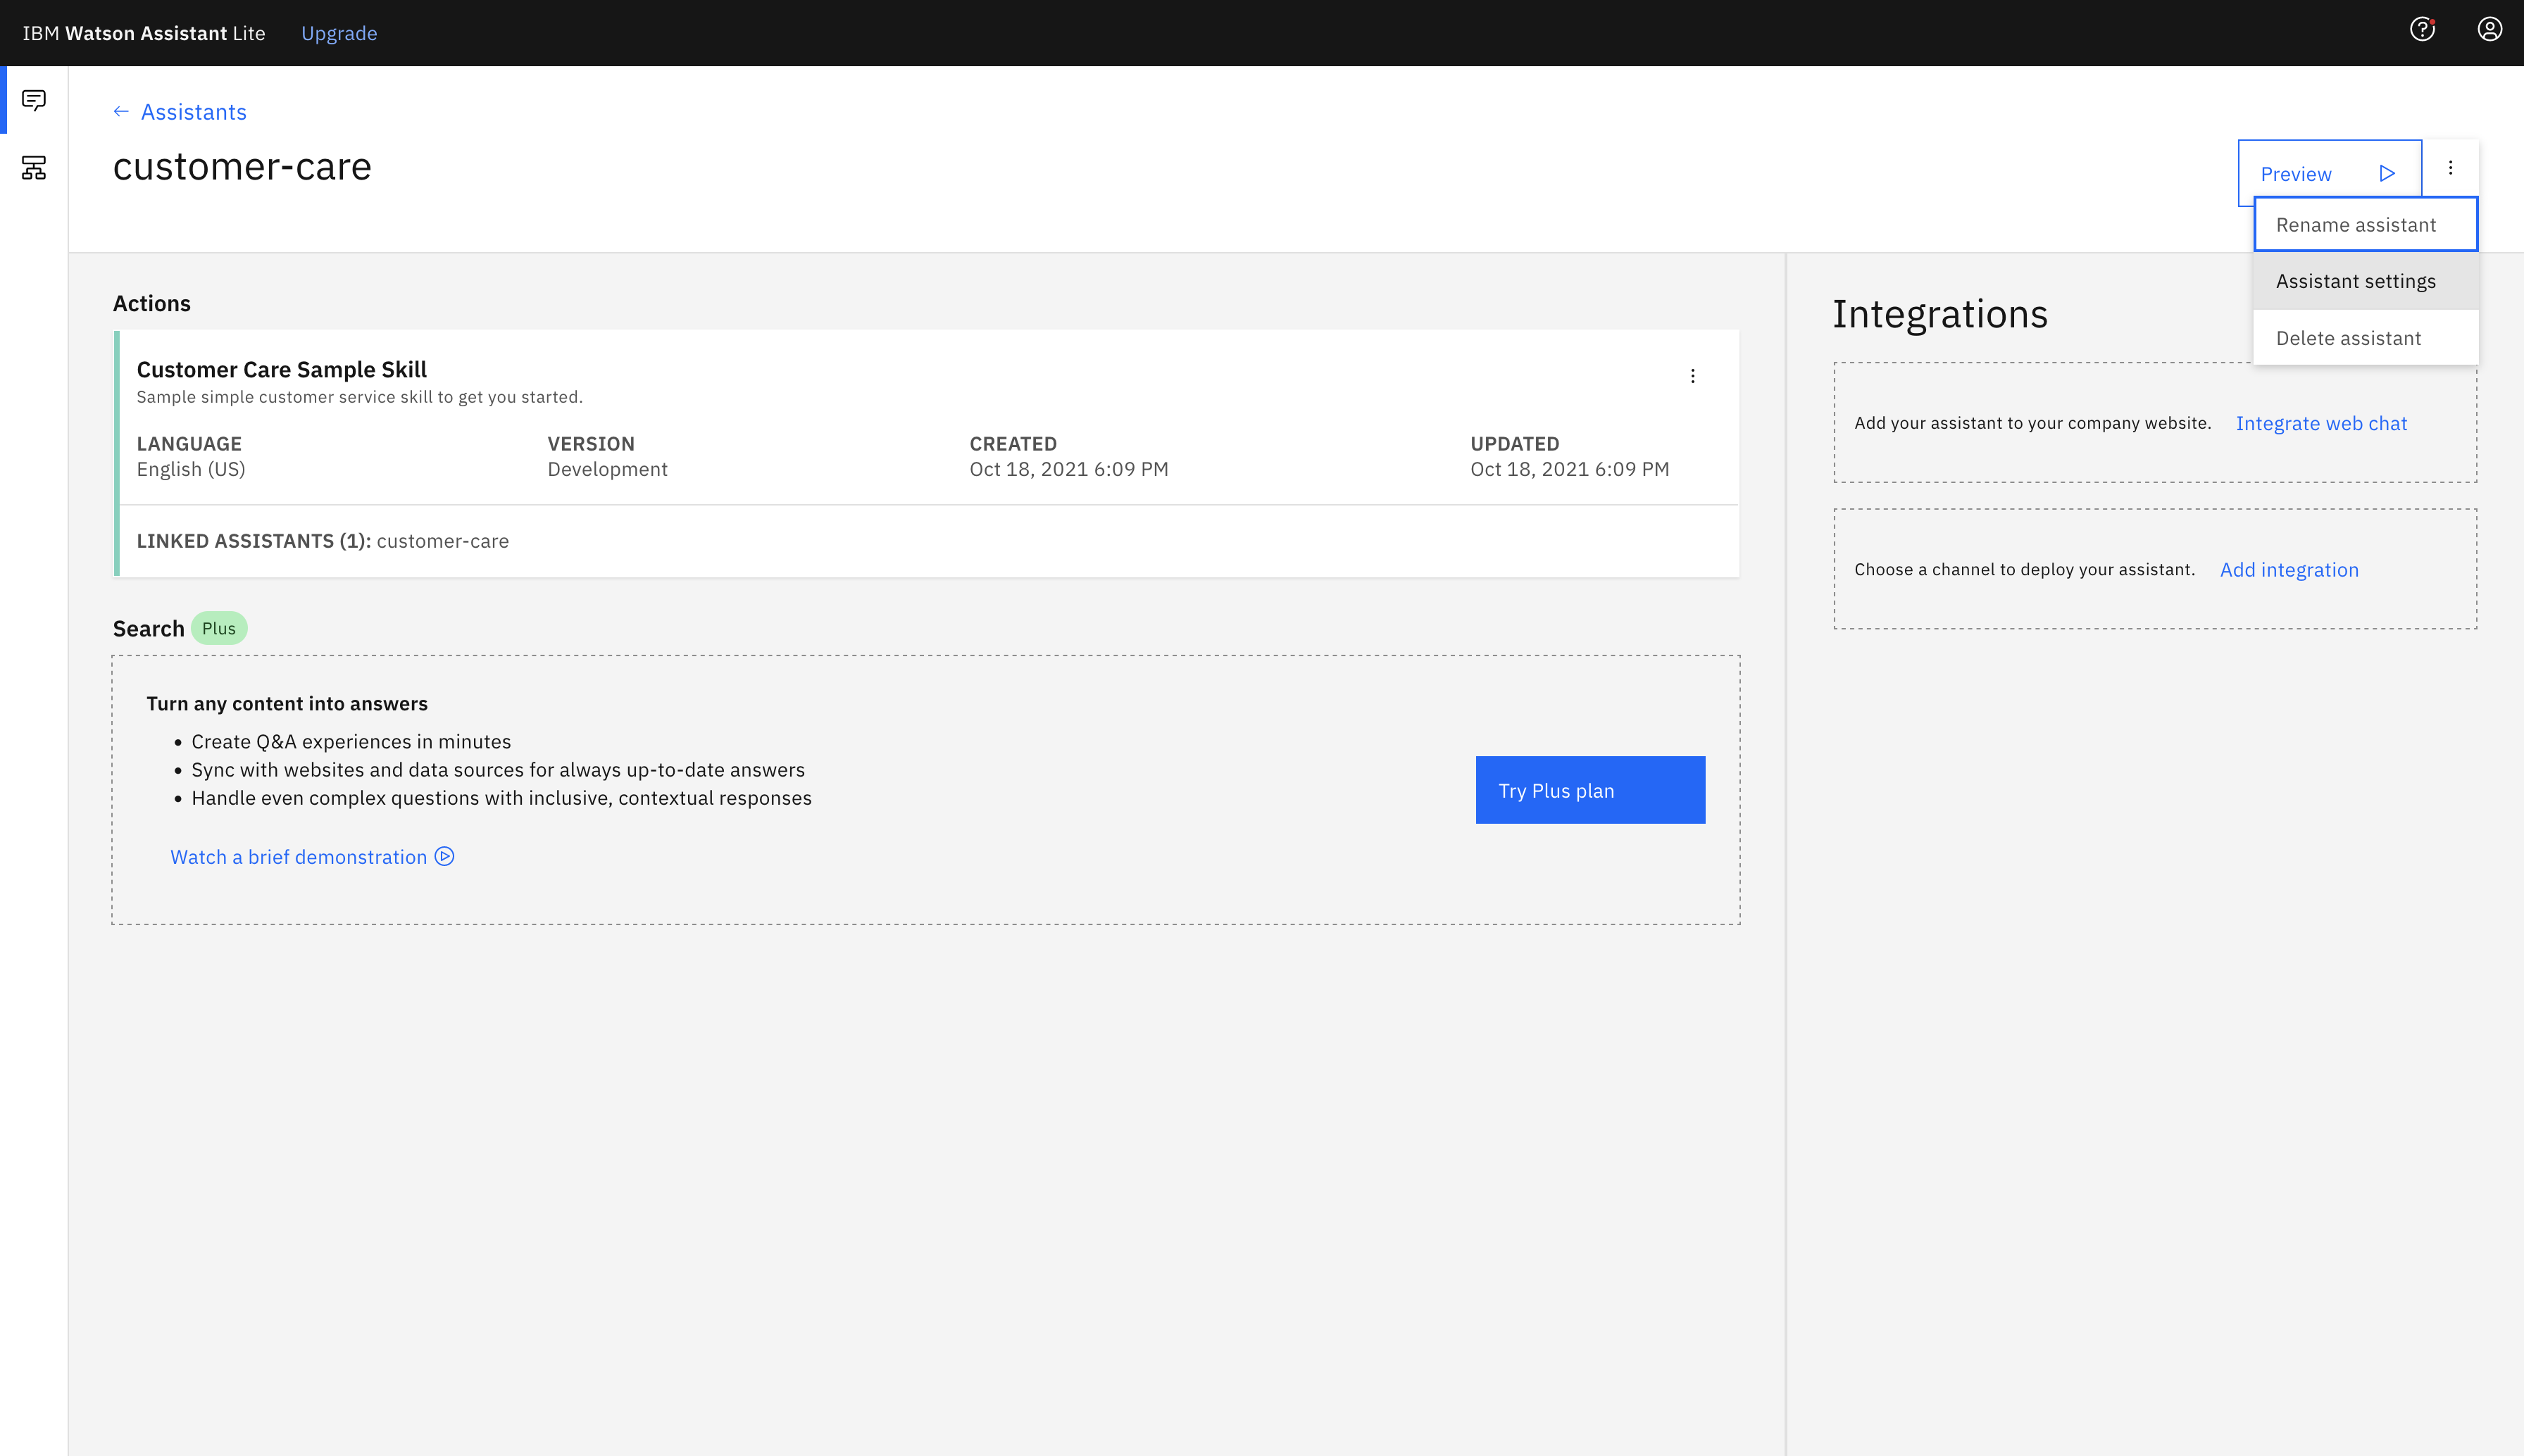 IBM Watson Assistant Lite Upgrade
← Assistants
customer-care
Preview
Rename assistant
Assistant settings
Delete assistant
Actions
Customer Care Sample Skill
Sample simple customer service skill to get you started.
LANGUAGE VERSION CREATED UPDATED
English (US) Development Oct 18, 2021 6:09 PM Oct 18, 2021 6:09 PM
LINKED ASSISTANTS (1): customer-care
Search Plus
Turn any content into answers
• Create Q&A experiences in minutes
• Sync with websites and data sources for always up-to-date answers
• Handle even complex questions with inclusive, contextual responses
Try Plus plan
Watch a brief demonstration
Integrations
Add your assistant to your company website. Integrate web chat
Choose a channel to deploy your assistant. Add integration